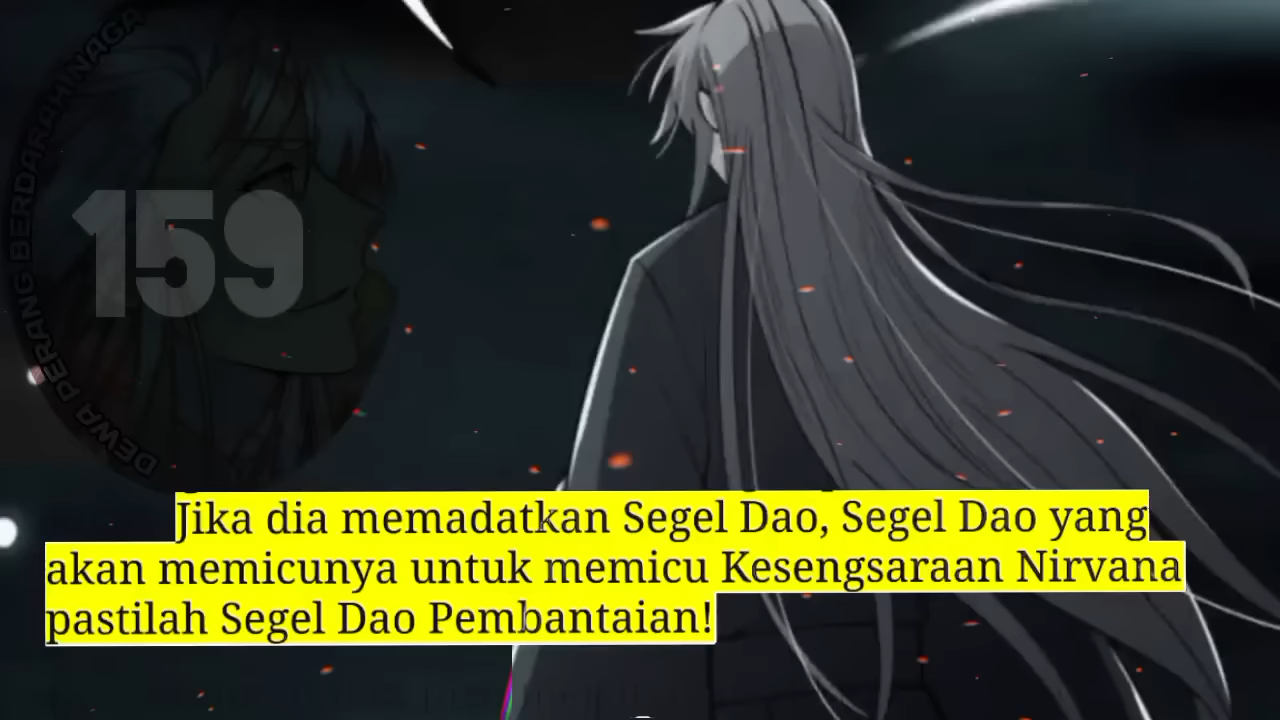 DEWA PERANG BERDARAH NAGA
159
Jika dia memadatkan Segel Dao, Segel Dao yang
akan memicunya untuk memicu Kesengsaraan Nirvana
pastilah Segel Dao Pembantaian!